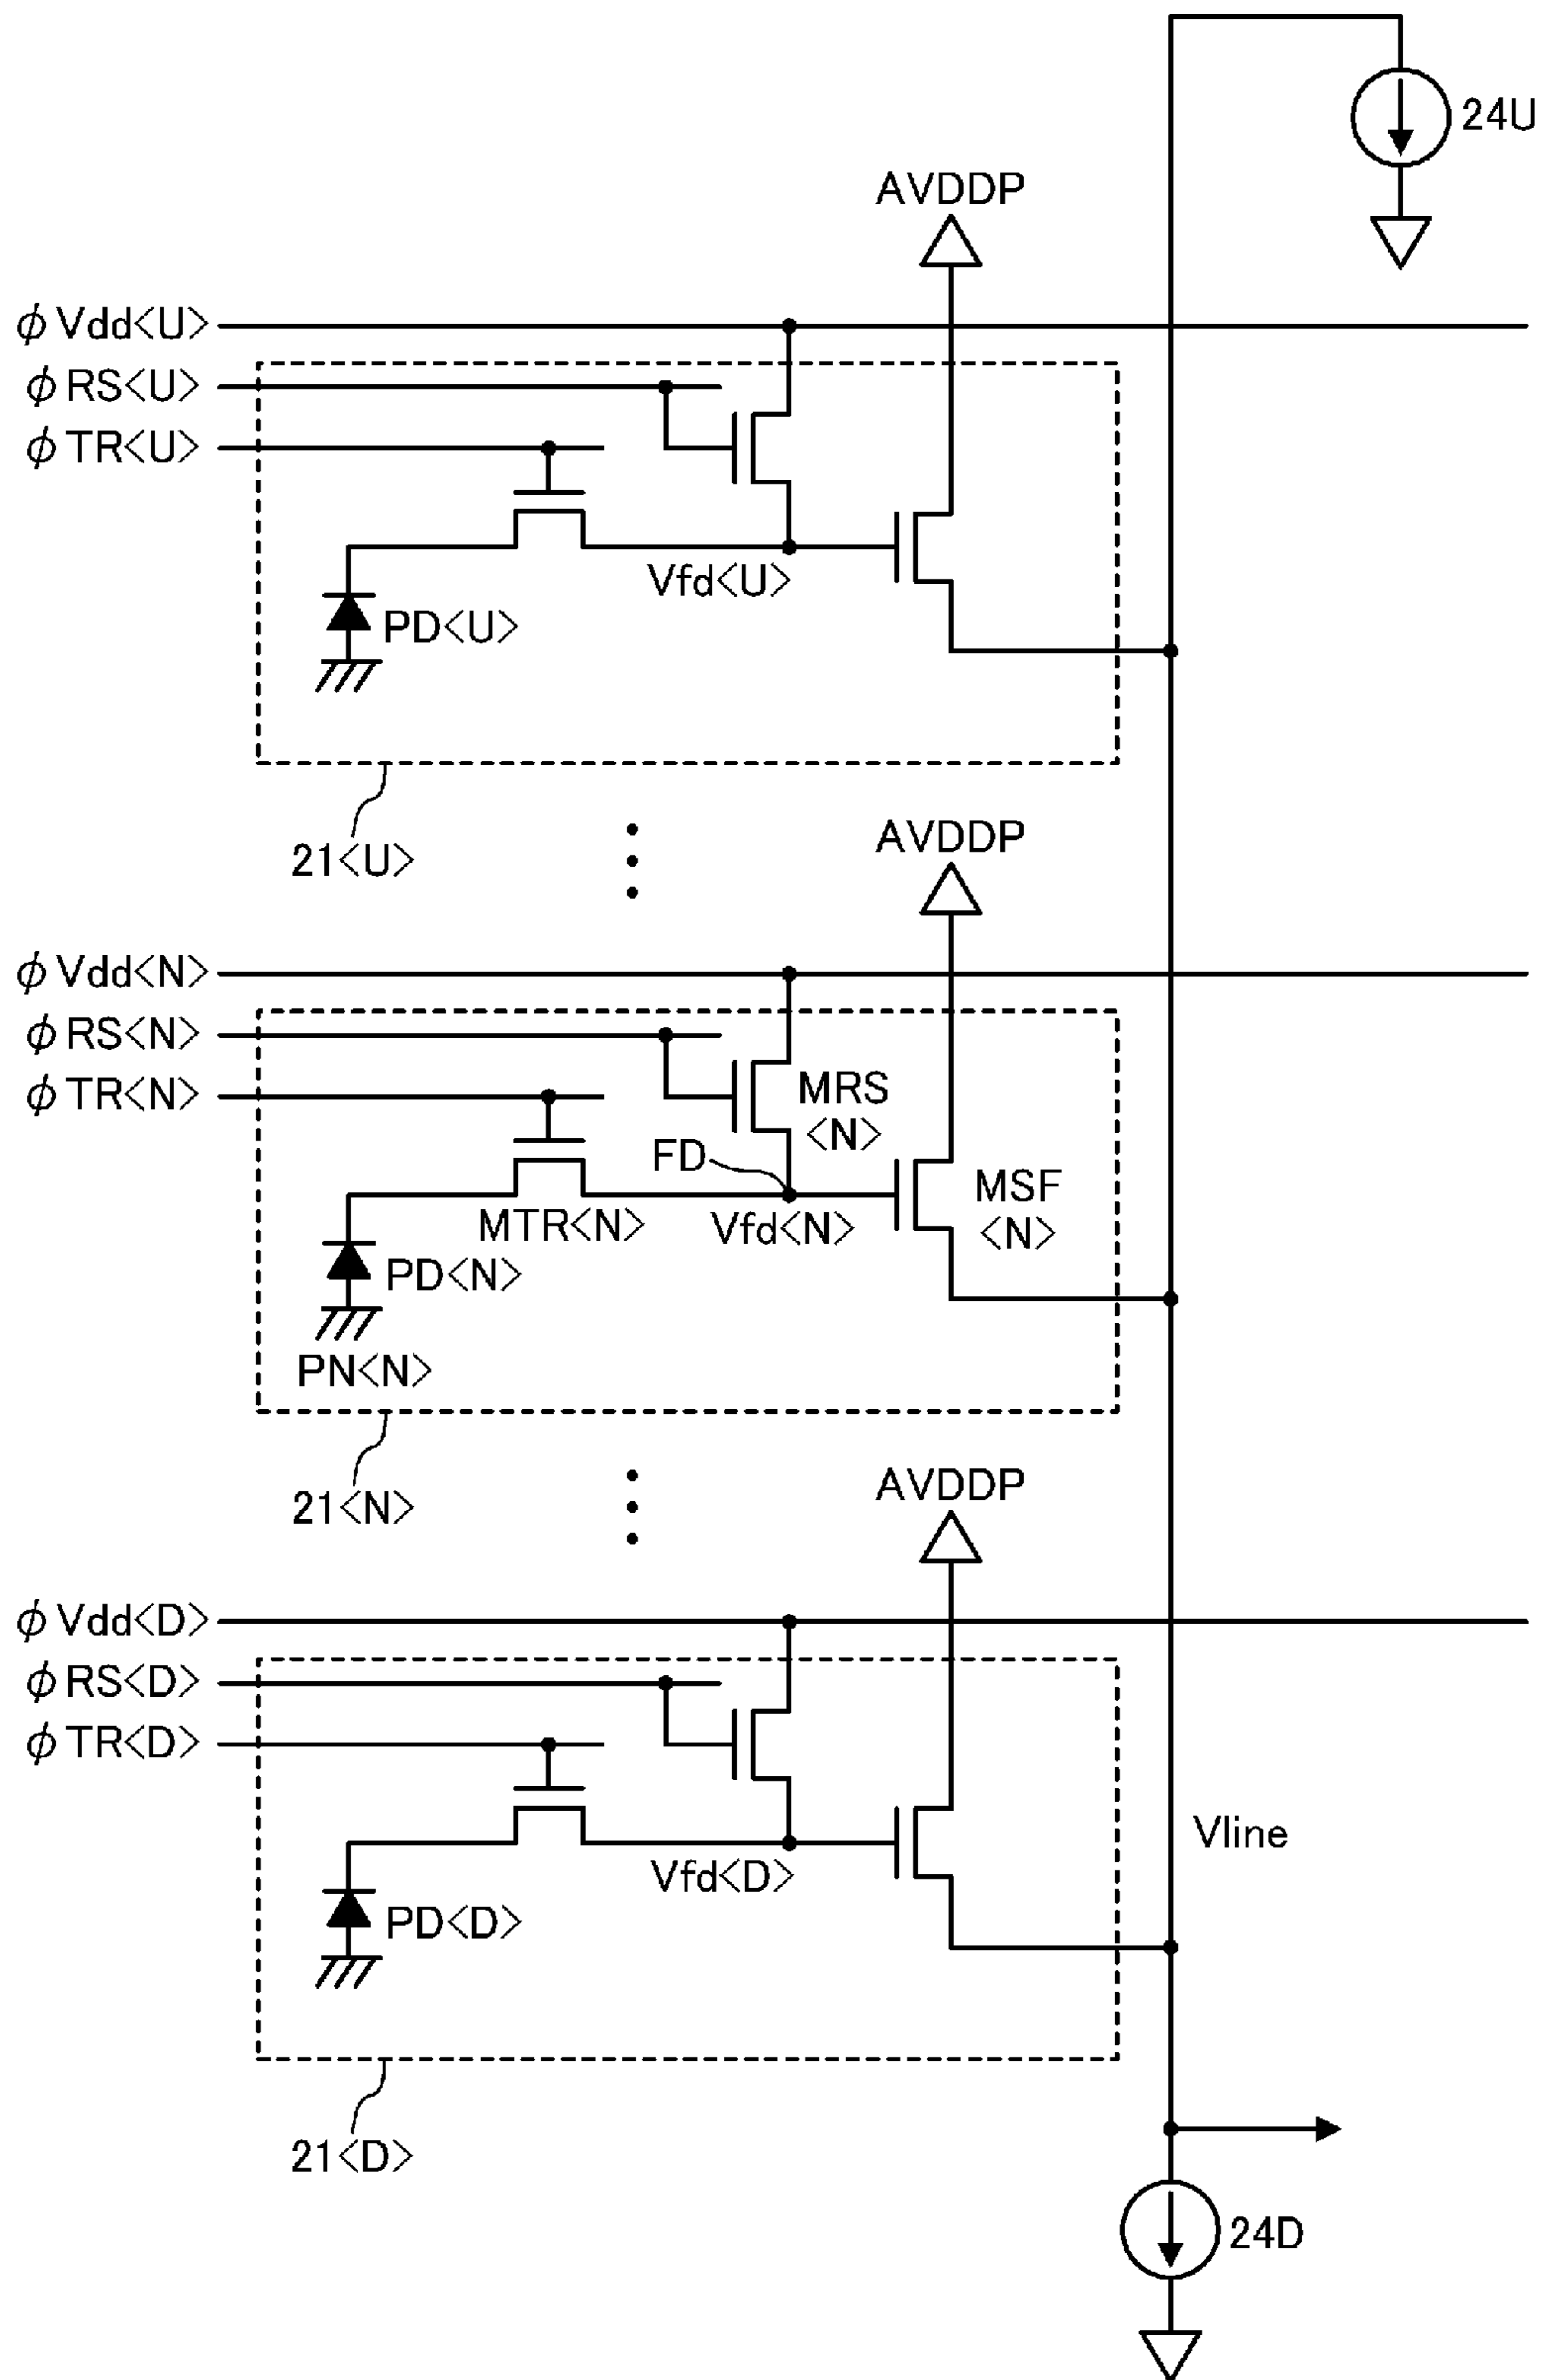 24U
AVDDP
ϕVdd<U>
ϕRS<U>
ϕTR<U>
Vfd<U>
PD<U>
21<U>
AVDDP
ϕVdd<N>
ϕRS<N>
ϕTR<N>
MRS
<N>
FD
MSF
<N>
MTR<N>
Vfd<N>
PD<N>
PN<N>
21<N>
AVDDP
ϕVdd<D>
ϕRS<D>
ϕTR<D>
Vline
Vfd<D>
PD<D>
21<D>
24D